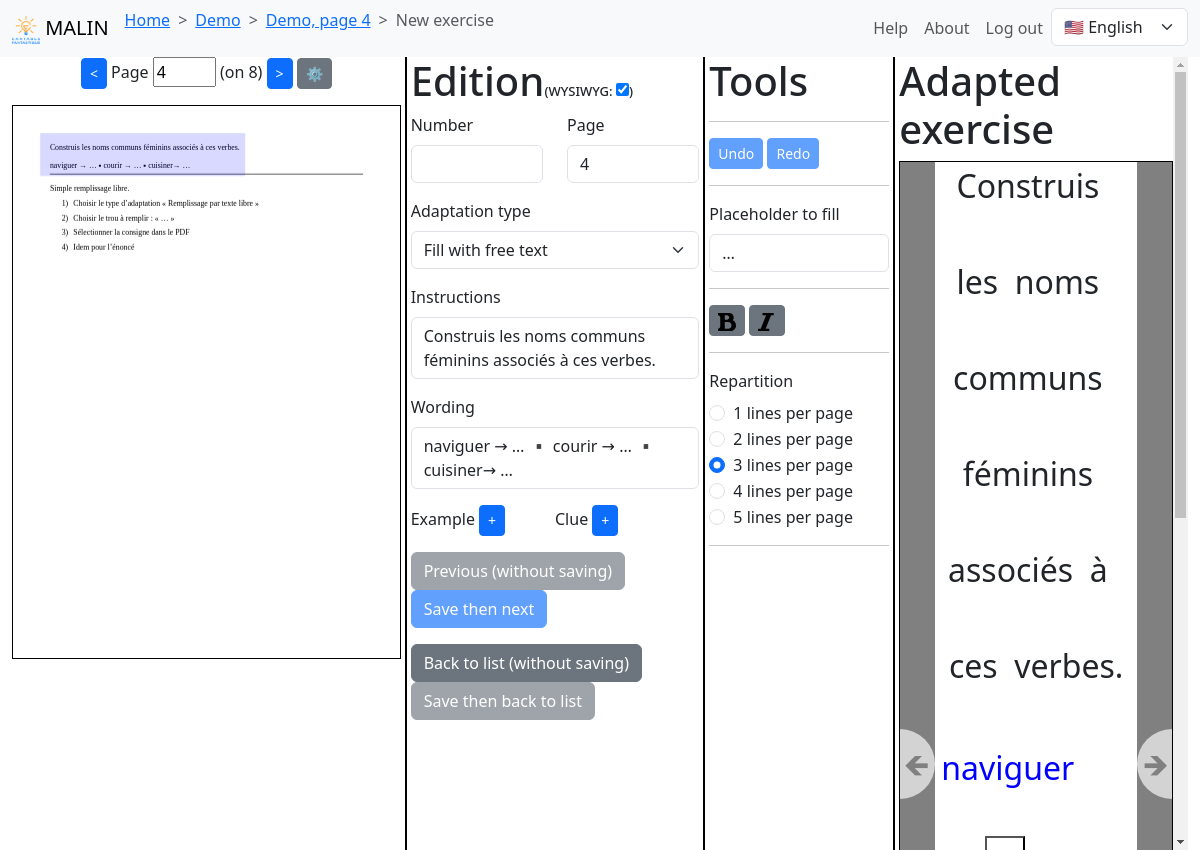 MALIN
Home > Demo > Demo, page 4 > New exercise
Help About Log out 🇺🇸 English
< Page 4 (on 8) > ⚙️
Construis les noms communs féminins associés à ces verbes.
naviguer → … ▪ courir → … ▪ cuisiner→ …
Simple remplissage libre.
1) Choisir le type d’adaptation « Remplissage par texte libre »
2) Choisir le trou à remplir : « … »
3) Sélectionner la consigne dans le PDF
4) Idem pour l’énoncé
Edition (WYSIWYG: )
Number Page
4
Adaptation type
Fill with free text
Instructions
Construis les noms communs
féminins associés à ces verbes.
Wording
naviguer → … ▪ courir → … ▪
cuisiner→ …
Example + Clue +
Previous (without saving)
Save then next
Back to list (without saving)
Save then back to list
Tools
Undo Redo
Placeholder to fill
…
B I
Repartition
1 lines per page
2 lines per page
3 lines per page
4 lines per page
5 lines per page
Adapted
exercise
Construis
les noms
communs
féminins
associés à
ces verbes.
naviguer